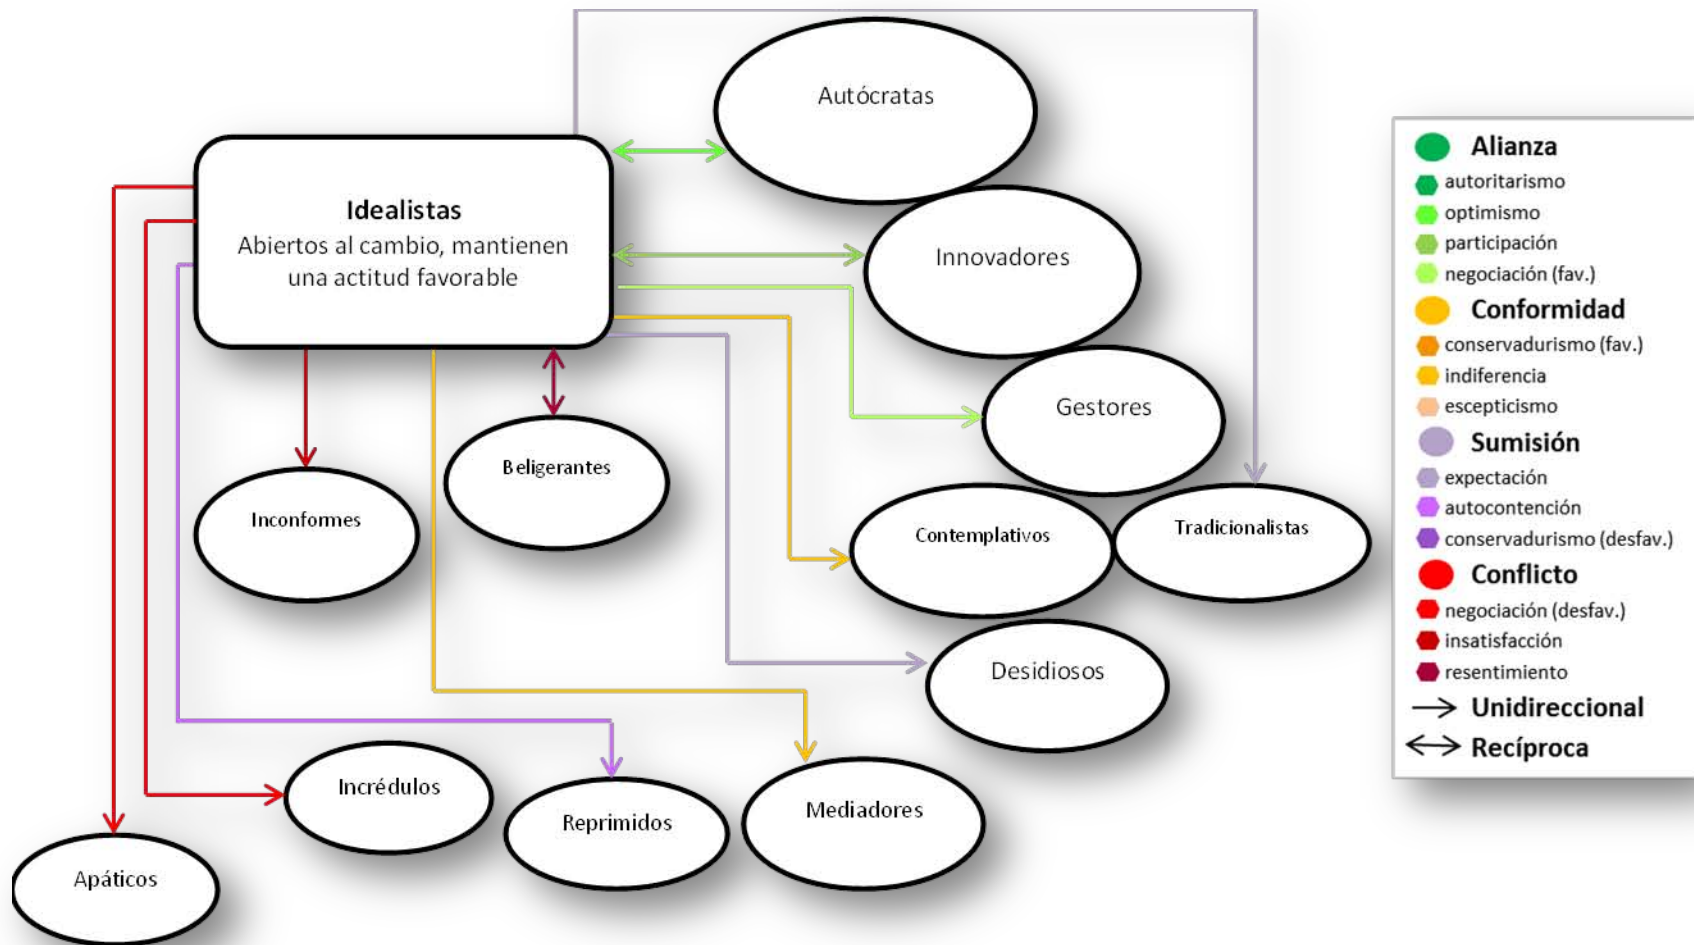 Autócratas
Idealistas
Abiertos al cambio, mantienen
una actitud favorable
Innovadores
Gestores
Beligerantes
Inconformes
Contemplativos
Tradicionalistas
Desidiosos
Incrédulos
Reprimidos
Mediadores
Apáticos
Alianza
autoritarismo
optimismo
participación
negociación (fav.)
Conformidad
conservadurismo (fav.)
indiferencia
escepticismo
Sumisión
expectación
autocontención
conservadurismo (desfav.)
Conflicto
negociación (desfav.)
insatisfacción
resentimiento
Unidireccional
Recíproca